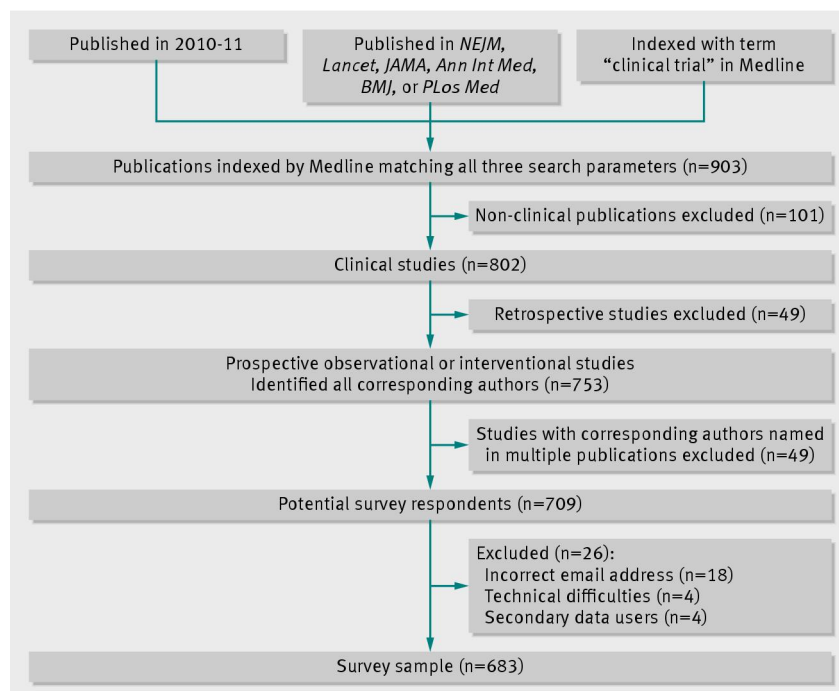 Published in 2010-11
Published in NEJM,
Lancet, JAMA, Ann Int Med,
BMJ, or PLos Med
Indexed with term
“clinical trial” in Medline
Publications indexed by Medline matching all three search parameters (n=903)
Non-clinical publications excluded (n=101)
Clinical studies (n=802)
Retrospective studies excluded (n=49)
Prospective observational or interventional studies
Identified all corresponding authors (n=753)
Studies with corresponding authors named
in multiple publications excluded (n=49)
Potential survey respondents (n=709)
Excluded (n=26):
Incorrect email address (n=18)
Technical difficulties (n=4)
Secondary data users (n=4)
Survey sample (n=683)